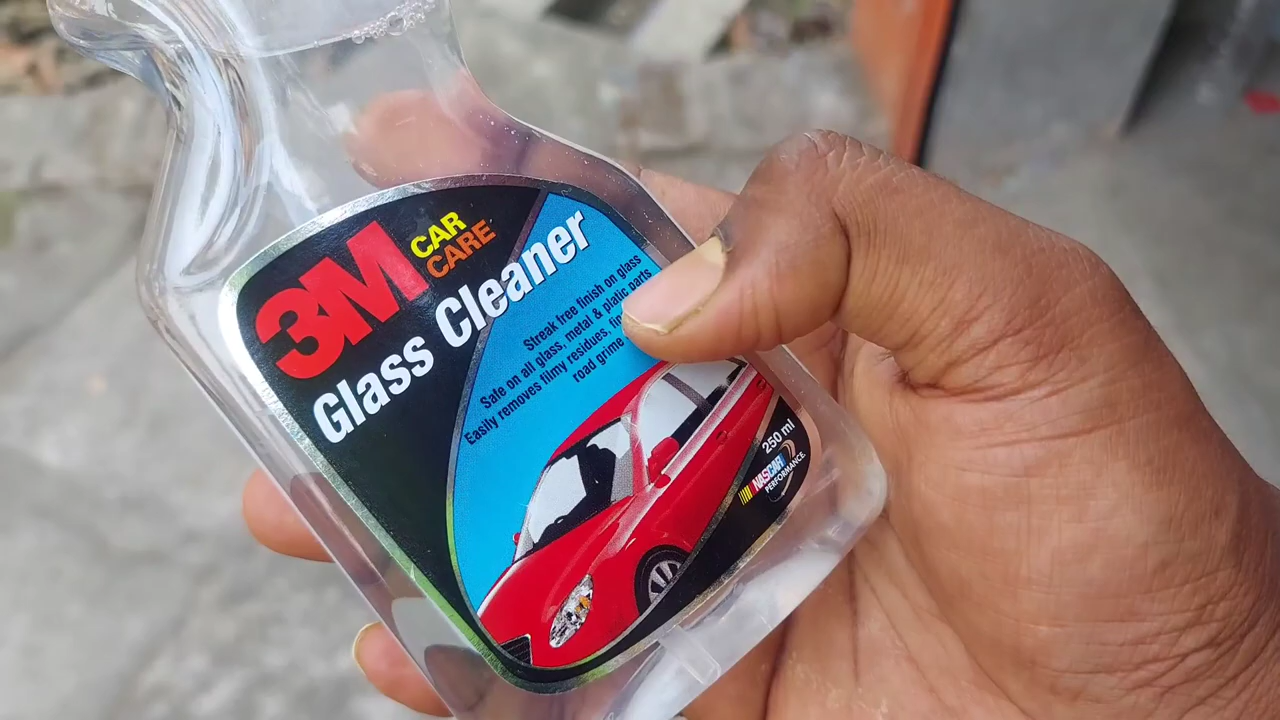 3M CAR CARE
Glass Cleaner
Streak free finish on glass
Safe on all glass, metal & platic parts
Easily removes filmy residues,
road grime
250 ml
NASCAR
PERFORMANCE